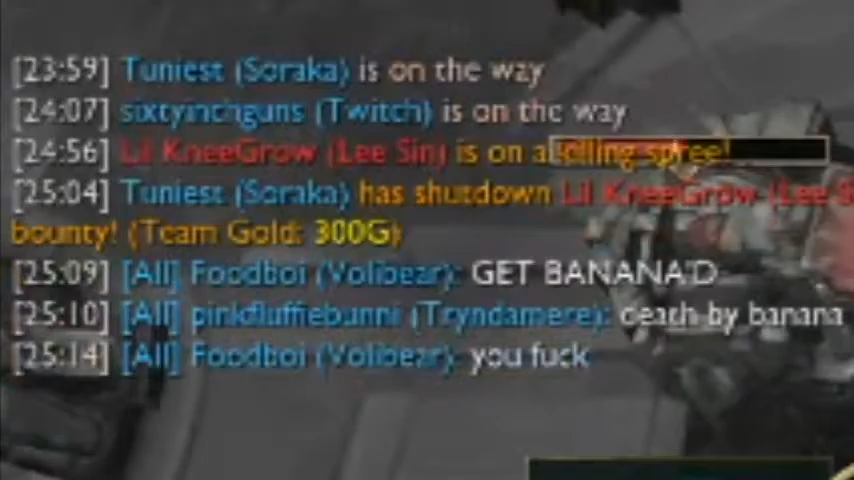 [23:59] Tuniest (Soraka) is on the way
[24:07] sixtyinchguns (Twitch) is on the way
[24:56] Lil KneeGrow (Lee Sin) is on a killing spree!
[25:04] Tuniest (Soraka) has shutdown Lil KneeGrow (Lee S
bounty! (Team Gold: 300G)
[25:09] [All] Foodboi (Volibear): GET BANANA'D
[25:10] [All] pinkfluffiebunni (Tryndamere): death by banana
[25:14] [All] Foodboi (Volibear): you fuck